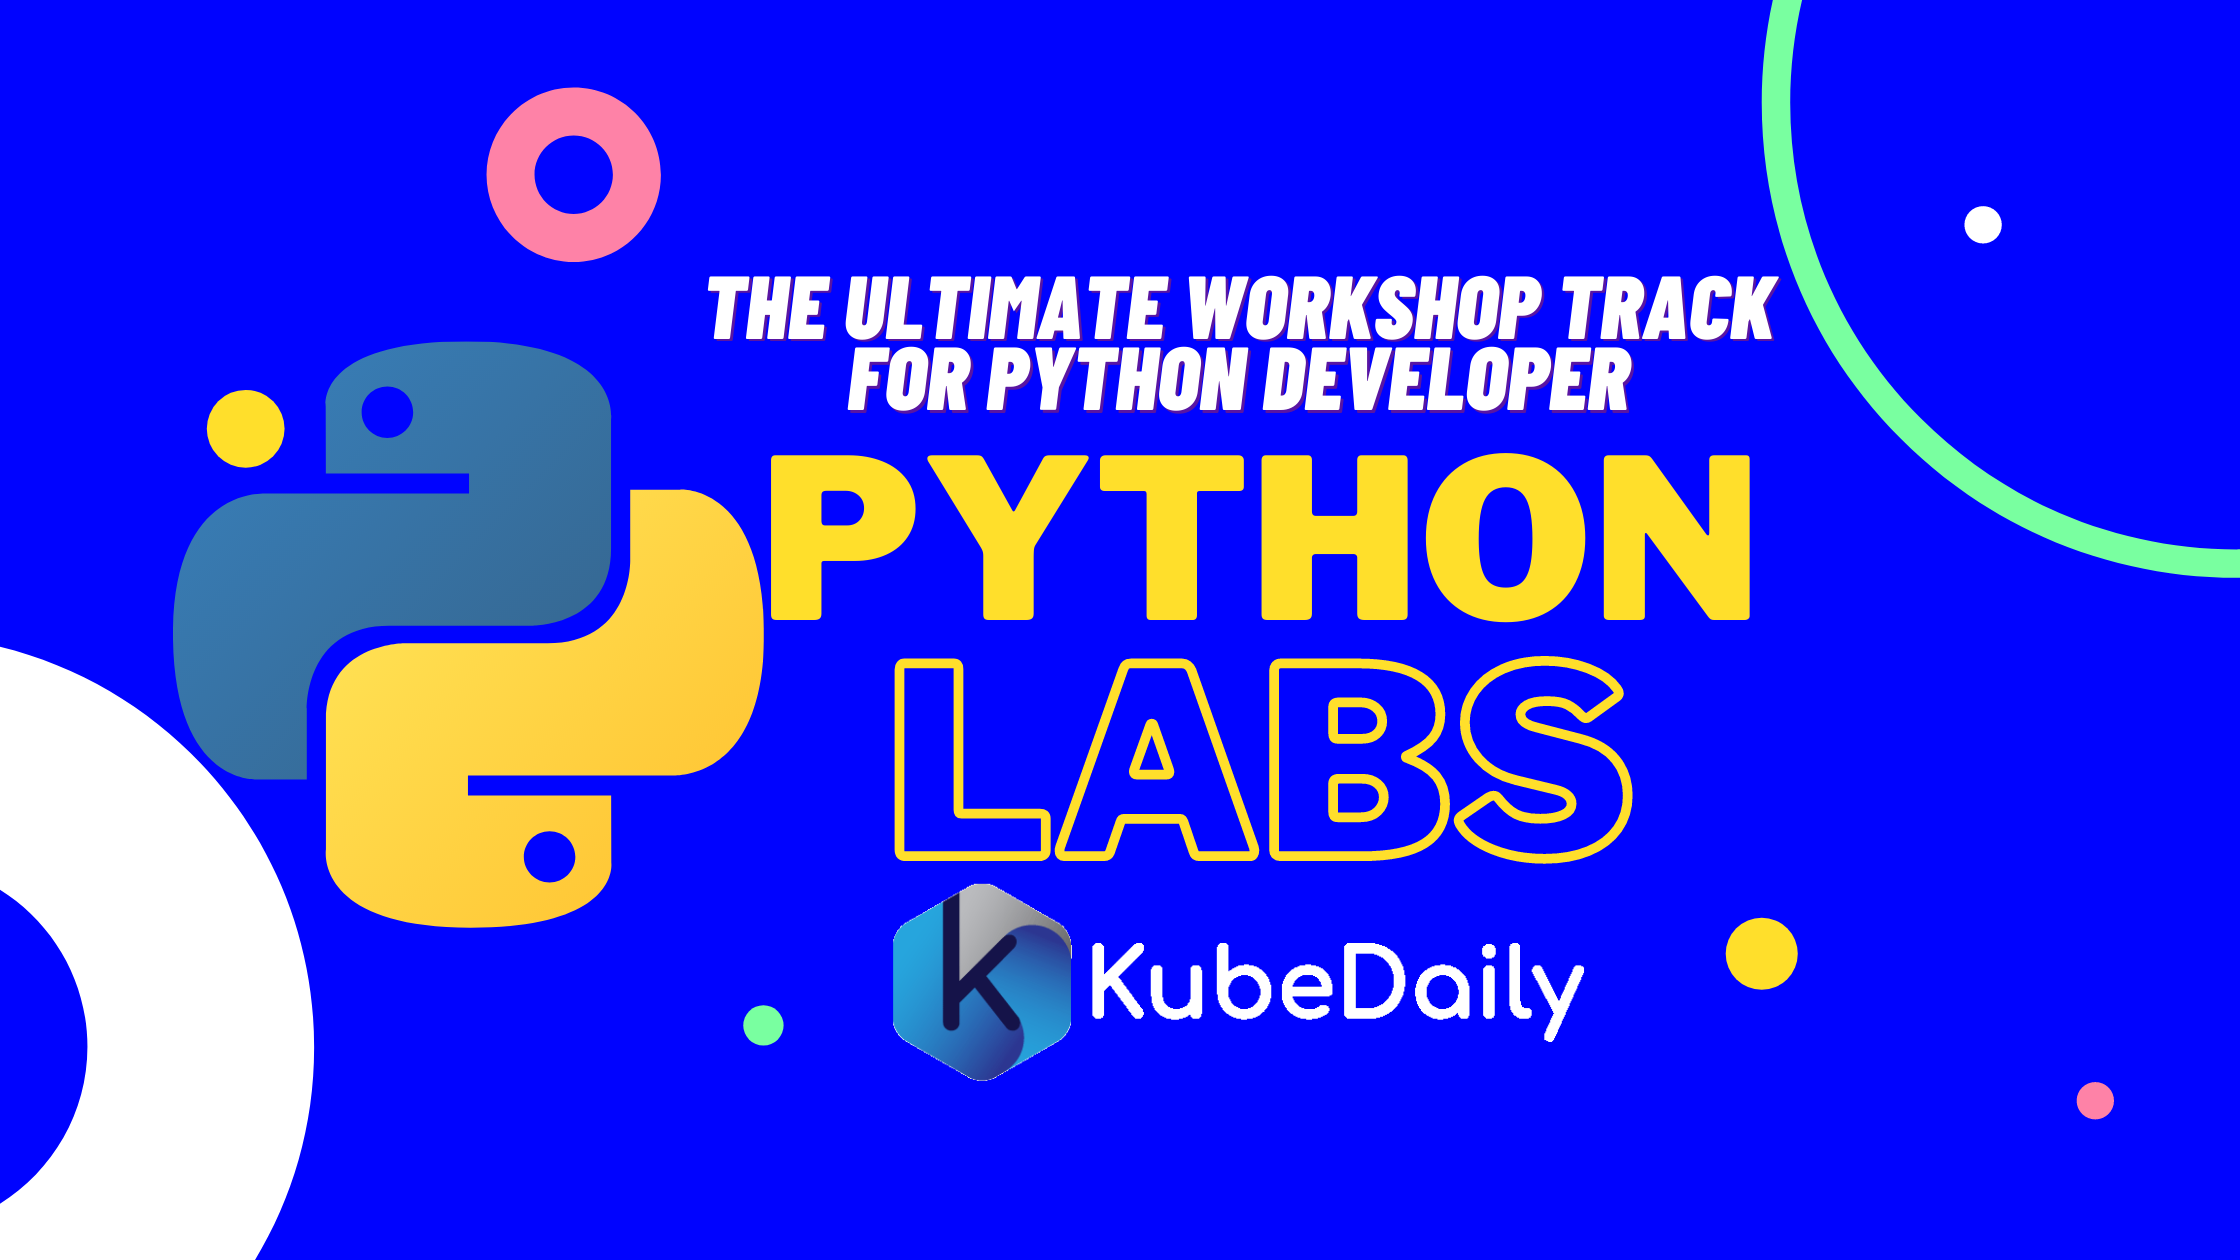 THE ULTIMATE WORKSHOP TRACK
FOR PYTHON DEVELOPER
PYTHON
LABS
K KubeDaily